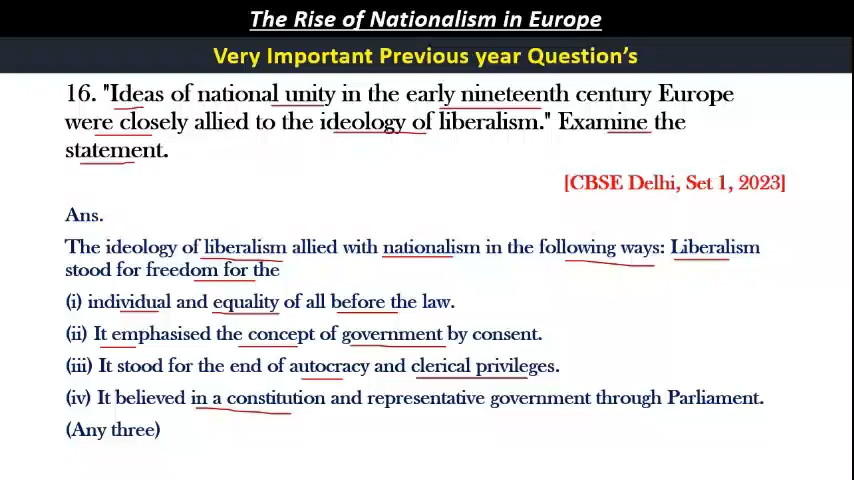 The Rise of Nationalism in Europe
Very Important Previous year Question's
16. "Ideas of national unity in the early nineteenth century Europe
were closely allied to the ideology of liberalism." Examine the
statement.
[CBSE Delhi, Set 1, 2023]
Ans.
The ideology of liberalism allied with nationalism in the following ways: Liberalism
stood for freedom for the
(i) individual and equality of all before the law.
(ii) It emphasised the concept of government by consent.
(iii) It stood for the end of autocracy and clerical privileges.
(iv) It believed in a constitution and representative government through Parliament.
(Any three)